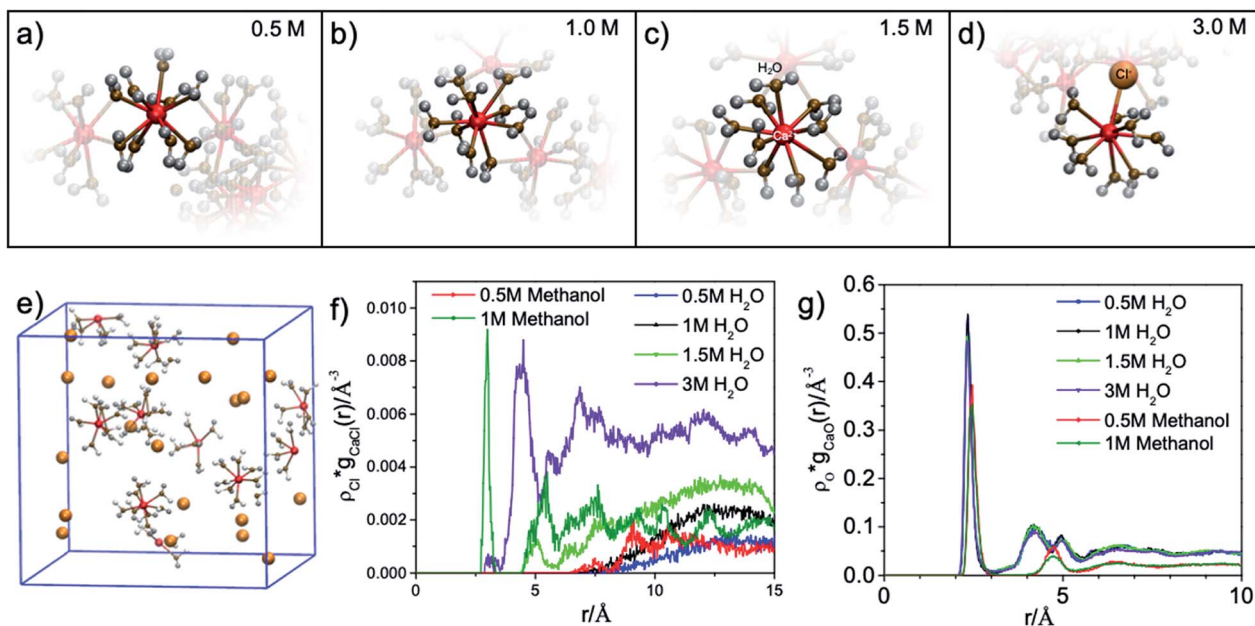 a) 0.5 M
b) 1.0 M
c) 1.5 M
d) 3.0 M
H₂O
Ca²⁺
Cl⁻
e)
f)
0.5M Methanol
1M Methanol
0.5M H₂O
1M H₂O
1.5M H₂O
3M H₂O
ρCl*gCaCl(r)/Å⁻³
0.010
0.008
0.006
0.004
0.002
0.000
0 5 10 15
r/Å
g)
0.5M H₂O
1M H₂O
1.5M H₂O
3M H₂O
0.5M Methanol
1M Methanol
ρO*gCaO(r)/Å⁻³
0.6
0.5
0.4
0.3
0.2
0.1
0.0
0 5 10
r/Å